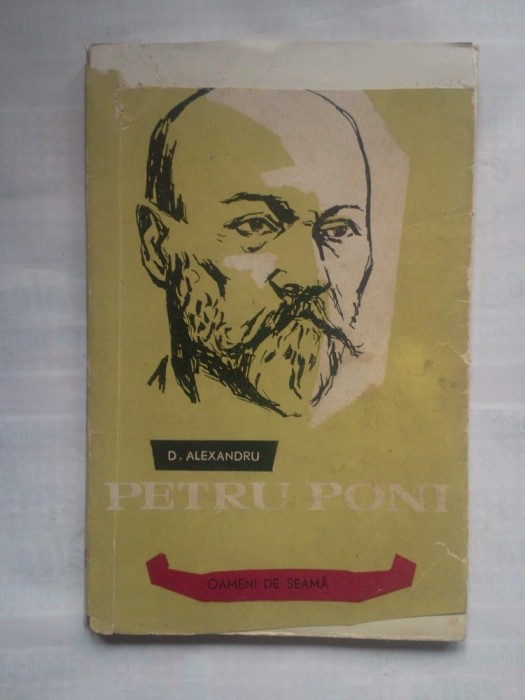 D. ALEXANDRU
PETRU PONI
OAMENI DE SEAMĂ